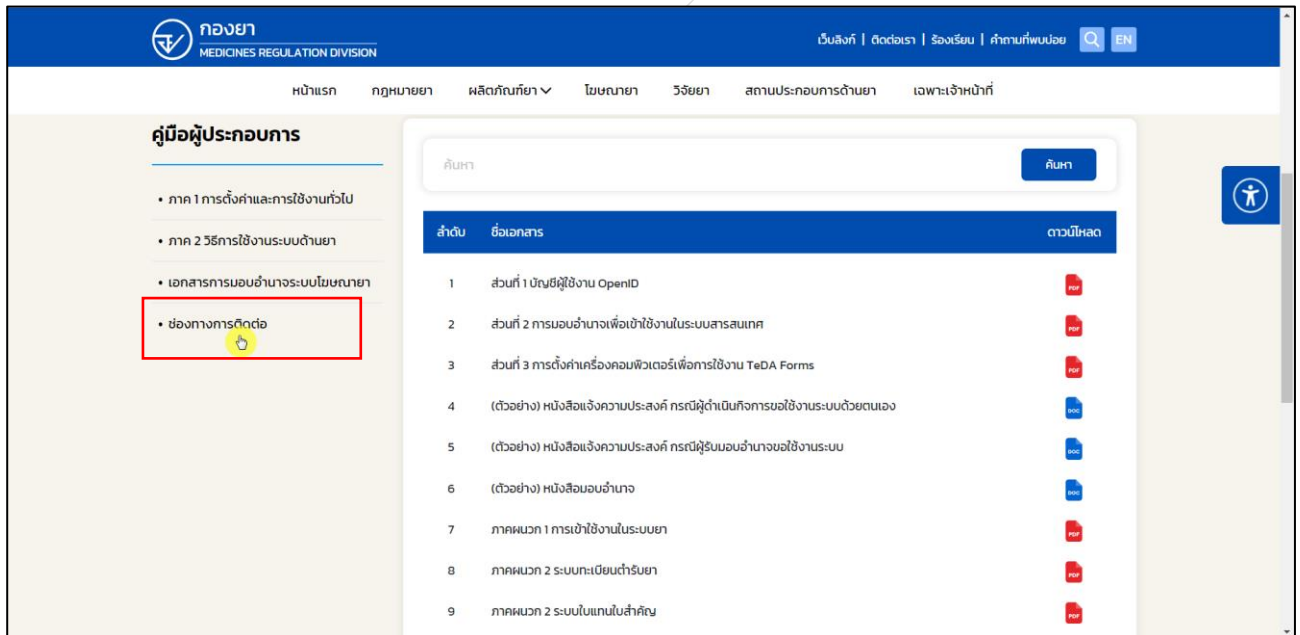 กองยา
MEDICINES REGULATION DIVISION
เว็บลิงก์ | ติดต่อเรา | ร้องเรียน | คำถามที่พบบ่อย EN
หน้าแรก กฎหมายยา ผลิตภัณฑ์ยา โฆษณายา วิจัยยา สถานประกอบการด้านยา เฉพาะเจ้าหน้าที่
คู่มือผู้ประกอบการ
• ภาค 1 การตั้งค่าและการใช้งานทั่วไป
• ภาค 2 วิธีการใช้งานระบบด้านยา
• เอกสารการมอบอำนาจระบบโฆษณายา
• ช่องทางการติดต่อ
ค้นหา ค้นหา
ลำดับ ชื่อเอกสาร ดาวน์โหลด
1 ส่วนที่ 1 บัญชีผู้ใช้งาน OpenID PDF
2 ส่วนที่ 2 การมอบอำนาจเพื่อเข้าใช้งานในระบบสารสนเทศ PDF
3 ส่วนที่ 3 การตั้งค่าเครื่องคอมพิวเตอร์เพื่อการใช้งาน TeDA Forms PDF
4 (ตัวอย่าง) หนังสือแจ้งความประสงค์ กรณีผู้ดำเนินกิจการขอใช้งานระบบด้วยตนเอง DOC
5 (ตัวอย่าง) หนังสือแจ้งความประสงค์ กรณีผู้รับมอบอำนาจขอใช้งานระบบ DOC
6 (ตัวอย่าง) หนังสือมอบอำนาจ DOC
7 ภาคผนวก 1 การเข้าใช้งานในระบบยา PDF
8 ภาคผนวก 2 ระบบทะเบียนตำรับยา PDF
9 ภาคผนวก 2 ระบบใบแทนใบสำคัญ PDF